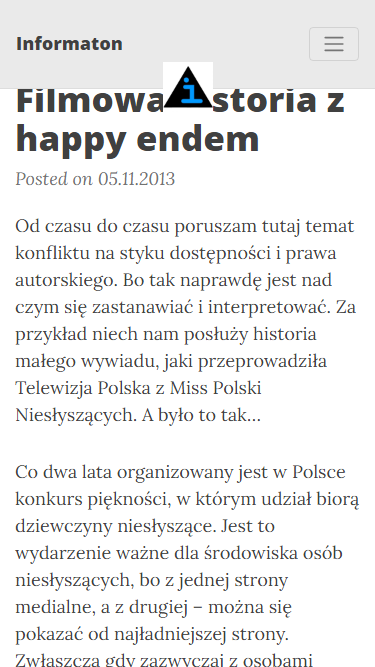 Informaton
Filmowa storia z
happy endem
Posted on 05.11.2013
Od czasu do czasu poruszam tutaj temat
konfliktu na styku dostępności i prawa
autorskiego. Bo tak naprawdę jest nad
czym się zastanawiać i interpretować. Za
przykład niech nam posłuży historia
małego wywiadu, jaki przeprowadziła
Telewizja Polska z Miss Polski
Niesłyszących. A było to tak…
Co dwa lata organizowany jest w Polsce
konkurs piękności, w którym udział biorą
dziewczyny niesłyszące. Jest to
wydarzenie ważne dla środowiska osób
niesłyszących, bo z jednej strony
medialne, a z drugiej – można się
pokazać od najładniejszej strony.
Zwłaszcza gdy zazwyczaj z osobami